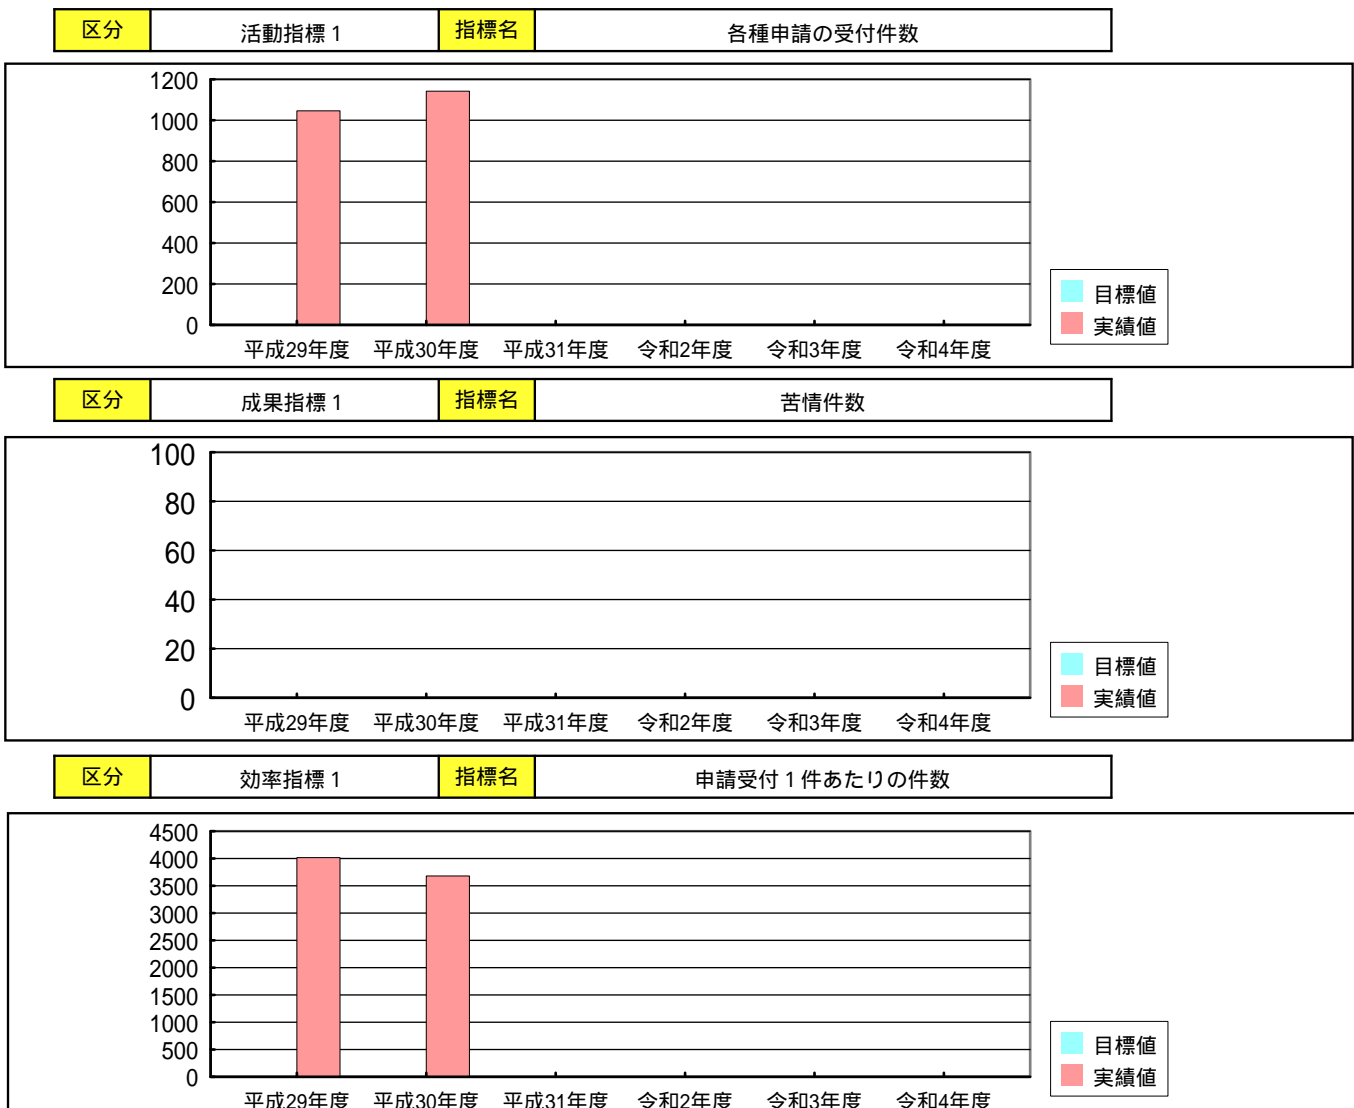 区分 活動指標1 指標名 各種申請の受付件数
1200
1000
800
600
400
200
0
平成29年度 平成30年度 平成31年度 令和2年度 令和3年度 令和4年度
目標値
実績値
区分 成果指標1 指標名 苦情件数
100
80
60
40
20
0
平成29年度 平成30年度 平成31年度 令和2年度 令和3年度 令和4年度
目標値
実績値
区分 効率指標1 指標名 申請受付1件あたりの件数
4500
4000
3500
3000
2500
2000
1500
1000
500
0
平成29年度 平成30年度 平成31年度 令和2年度 令和3年度 令和4年度
目標値
実績値